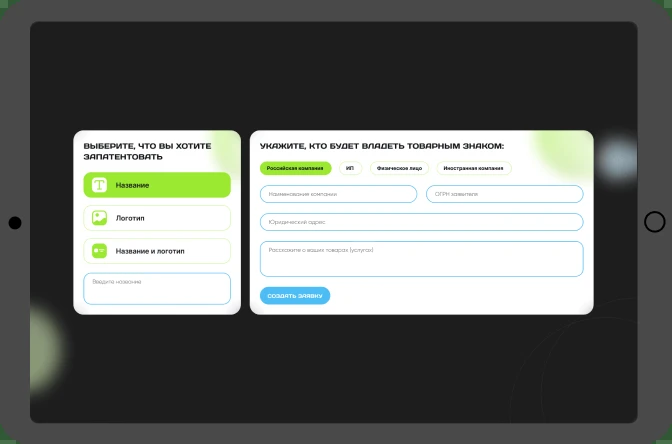 ВЫБЕРИТЕ, ЧТО ВЫ ХОТИТЕ
ЗАПАТЕНТОВАТЬ
Название
Логотип
Название и логотип
Введите название
УКАЖИТЕ, КТО БУДЕТ ВЛАДЕТЬ ТОВАРНЫМ ЗНАКОМ:
Российская компания
ИП
Физическое лицо
Иностранная компания
Наименование компании
ОГРН заявителя
Юридический адрес
Расскажите о ваших товарах (услугах)
СОЗДАТЬ ЗАЯВКУ